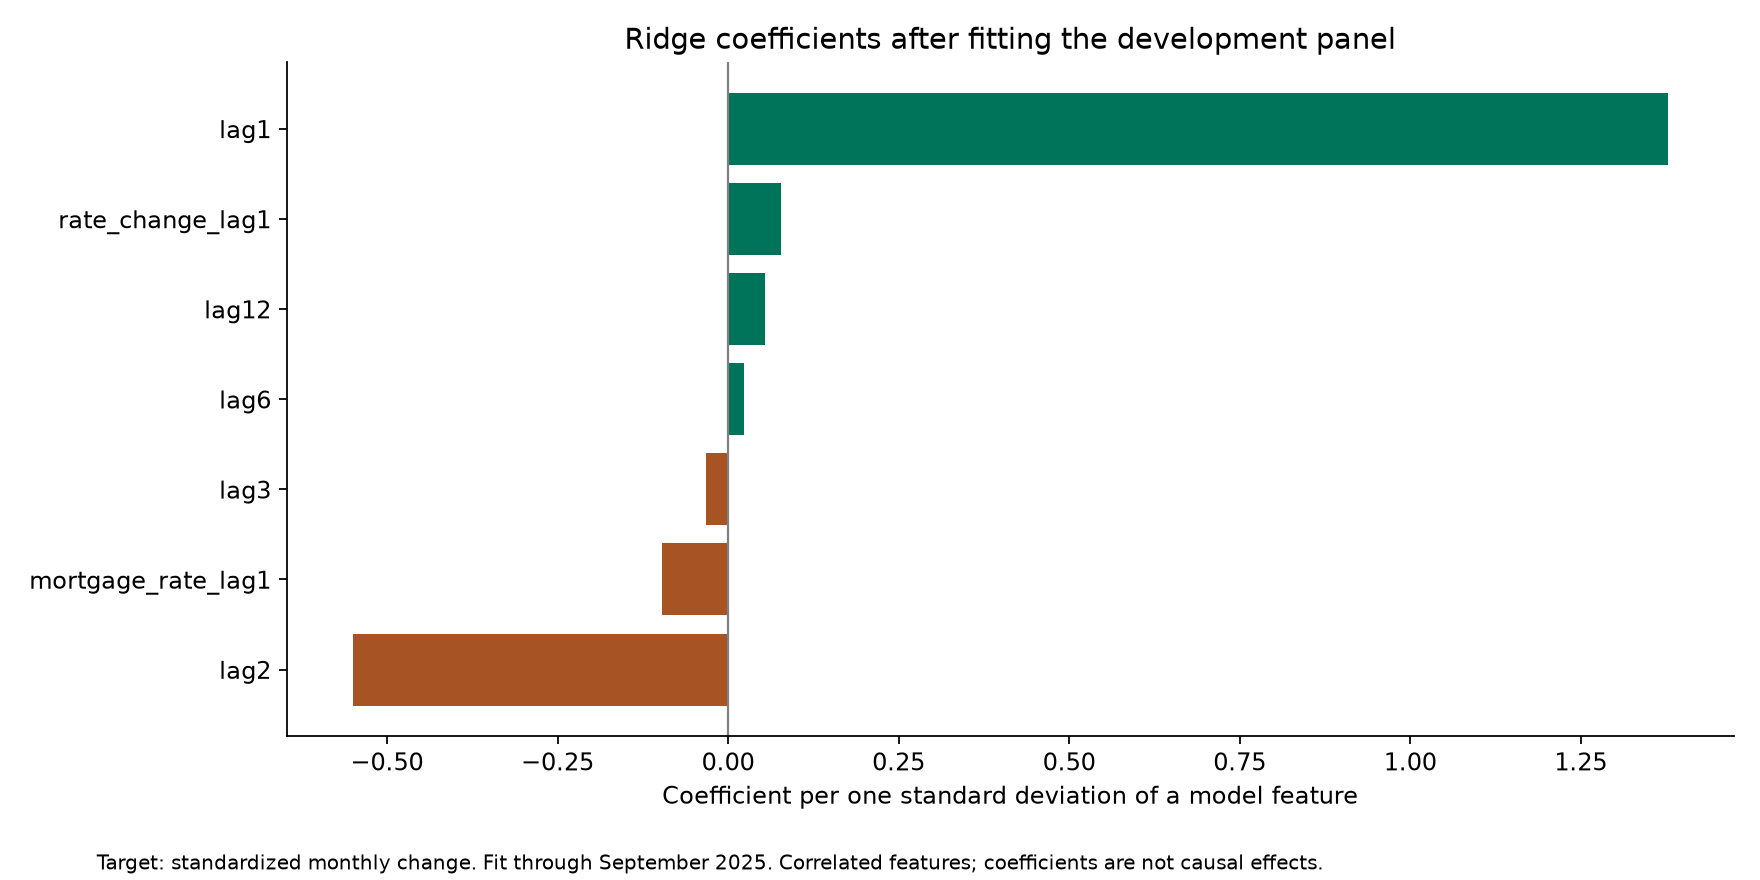 Ridge coefficients after fitting the development panel
lag1
rate_change_lag1
lag12
lag6
lag3
mortgage_rate_lag1
lag2
−0.50 −0.25 0.00 0.25 0.50 0.75 1.00 1.25
Coefficient per one standard deviation of a model feature
Target: standardized monthly change. Fit through September 2025. Correlated features; coefficients are not causal effects.